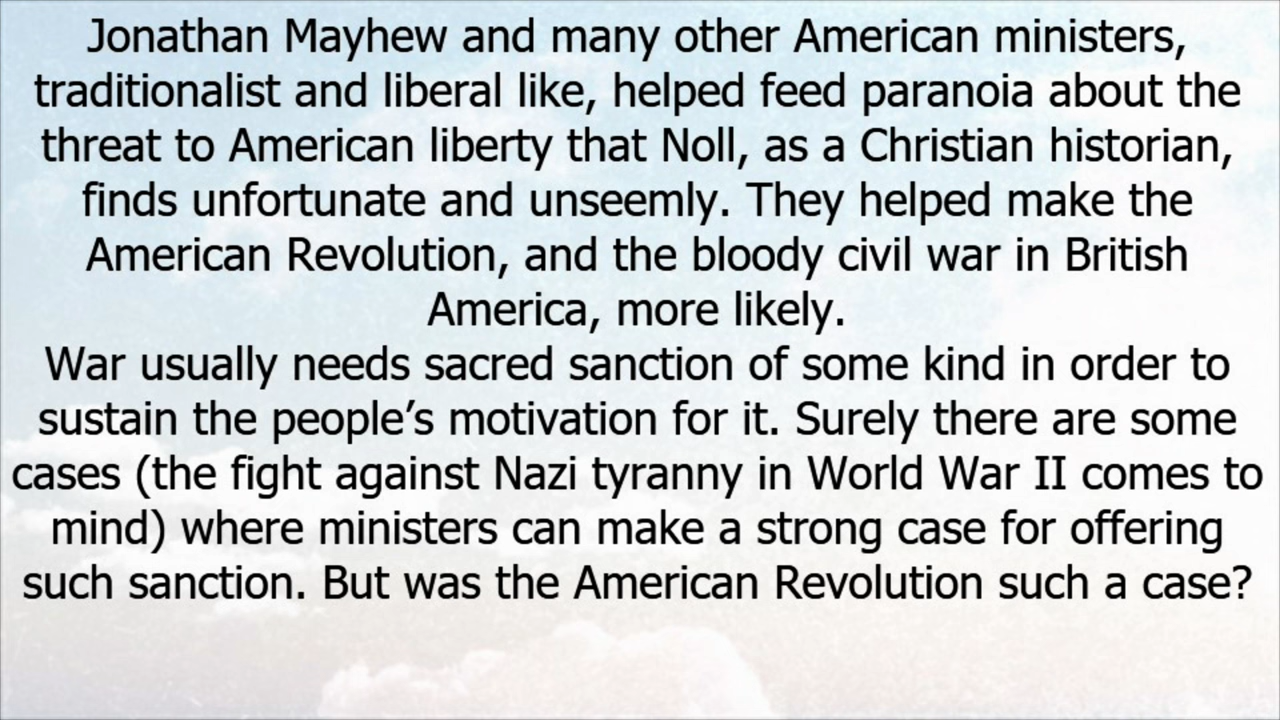 Jonathan Mayhew and many other American ministers,
traditionalist and liberal like, helped feed paranoia about the
threat to American liberty that Noll, as a Christian historian,
finds unfortunate and unseemly. They helped make the
American Revolution, and the bloody civil war in British
America, more likely.
War usually needs sacred sanction of some kind in order to
sustain the people’s motivation for it. Surely there are some
cases (the fight against Nazi tyranny in World War II comes to
mind) where ministers can make a strong case for offering
such sanction. But was the American Revolution such a case?